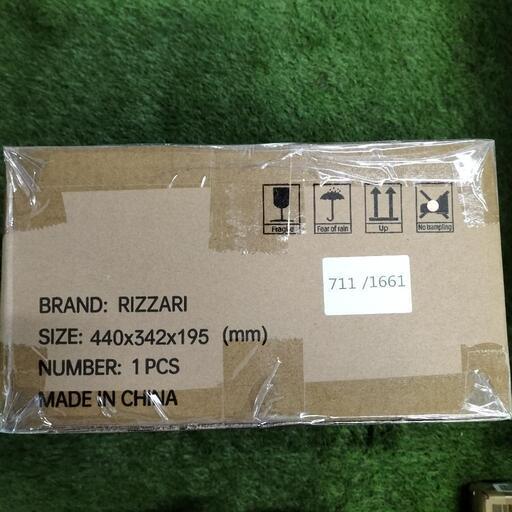 Fragile
Fear of rain
Up
No tsampling
711 /1661
BRAND: RIZZARI
SIZE: 440x342x195 (mm)
NUMBER: 1 PCS
MADE IN CHINA